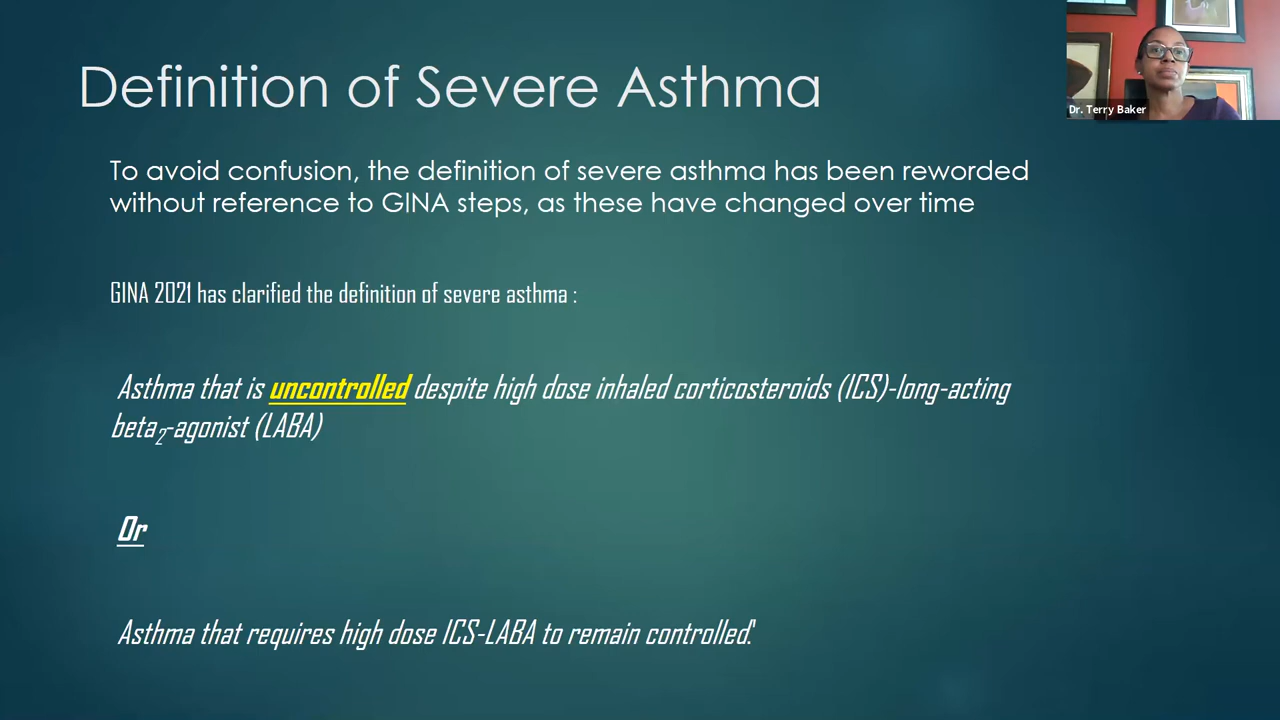 Definition of Severe Asthma
Dr. Terry Baker
To avoid confusion, the definition of severe asthma has been reworded
without reference to GINA steps, as these have changed over time
GINA 2021 has clarified the definition of severe asthma :
Asthma that is uncontrolled despite high dose inhaled corticosteroids (ICS)-long-acting
beta2-agonist (LABA)
Or
Asthma that requires high dose ICS-LABA to remain controlled.'